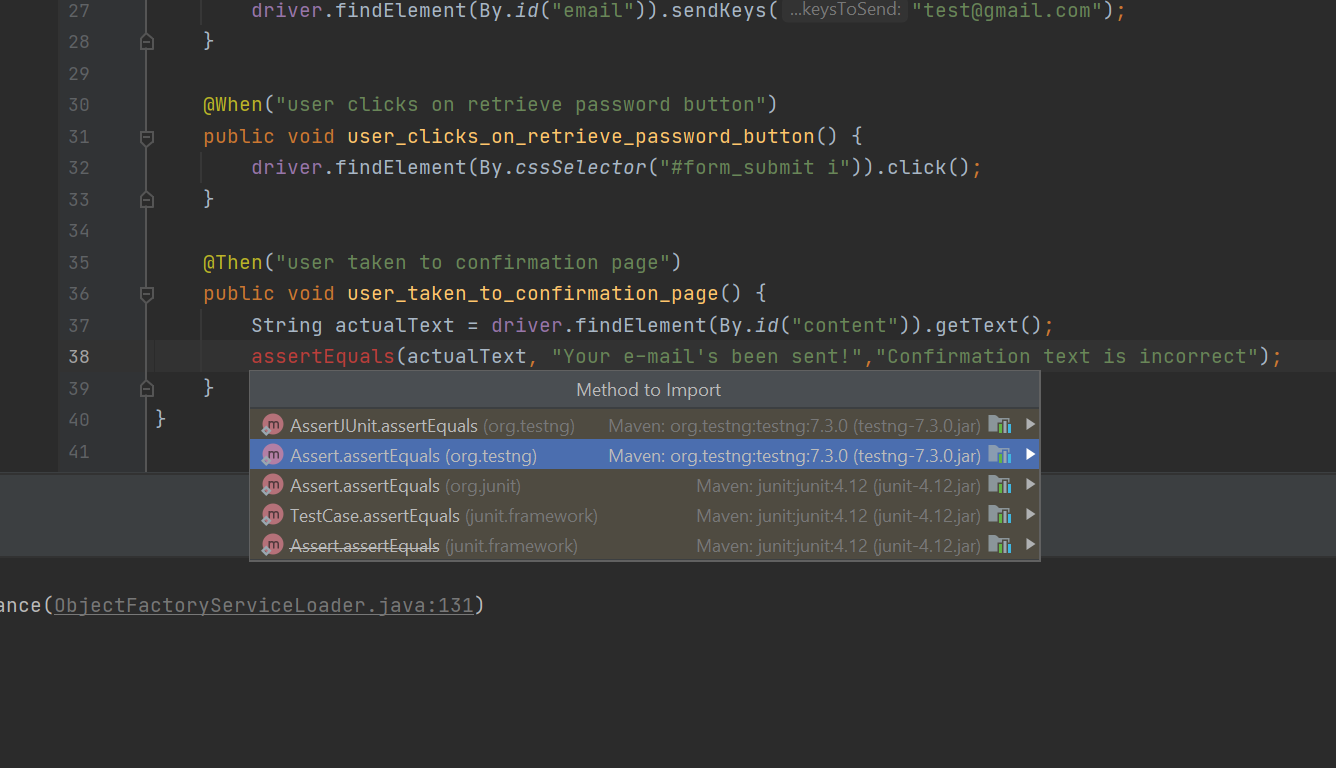 27 driver.findElement(By.id("email")).sendKeys( ...keysToSend: "test@gmail.com");
28 }
29
30 @When("user clicks on retrieve password button")
31 public void user_clicks_on_retrieve_password_button() {
32 driver.findElement(By.cssSelector("#form_submit i")).click();
33 }
34
35 @Then("user taken to confirmation page")
36 public void user_taken_to_confirmation_page() {
37 String actualText = driver.findElement(By.id("content")).getText();
38 assertEquals(actualText, "Your e-mail's been sent!","Confirmation text is incorrect");
39 }
40 }
41
Method to Import
m AssertJUnit.assertEquals (org.testng) Maven: org.testng:testng:7.3.0 (testng-7.3.0.jar)
m Assert.assertEquals (org.testng) Maven: org.testng:testng:7.3.0 (testng-7.3.0.jar)
m Assert.assertEquals (org.junit) Maven: junit:junit:4.12 (junit-4.12.jar)
m TestCase.assertEquals (junit.framework) Maven: junit:junit:4.12 (junit-4.12.jar)
m Assert.assertEquals (junit.framework) Maven: junit:junit:4.12 (junit-4.12.jar)
ance(ObjectFactoryServiceLoader.java:131)